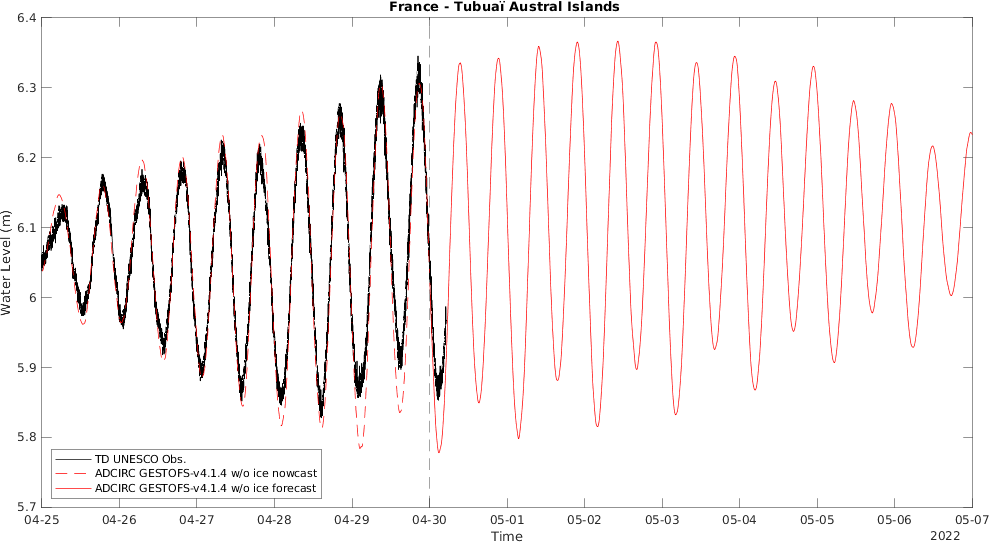 France - Tubuaï Austral Islands
6.4
6.3
6.2
6.1
6
5.9
5.8
5.7
Water Level (m)
TD UNESCO Obs.
ADCIRC GESTOFS-v4.1.4 w/o ice nowcast
ADCIRC GESTOFS-v4.1.4 w/o ice forecast
04-25 04-26 04-27 04-28 04-29 04-30 05-01 05-02 05-03 05-04 05-05 05-06 05-07
Time
2022